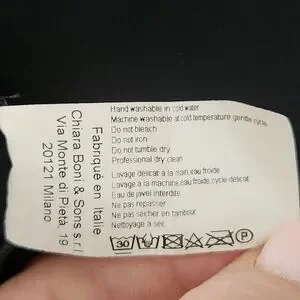 Hand washable in cold water
Machine washable at cold temperature, gentle cycle
Do not bleach
Do not iron
Do not tumble dry
Professional dry clean
Lavage délicat à la main, eau froide
Lavage à la machine, eau froide, cycle délicat
Eau de javel interdite
Ne pas repasser
Ne pas sécher en tambour
Nettoyage a sec
30
P
Fabriqué en Italie
Chiara Boni & Sons s.r.l.
Via Monte di Pietà, 19
20121 Milano